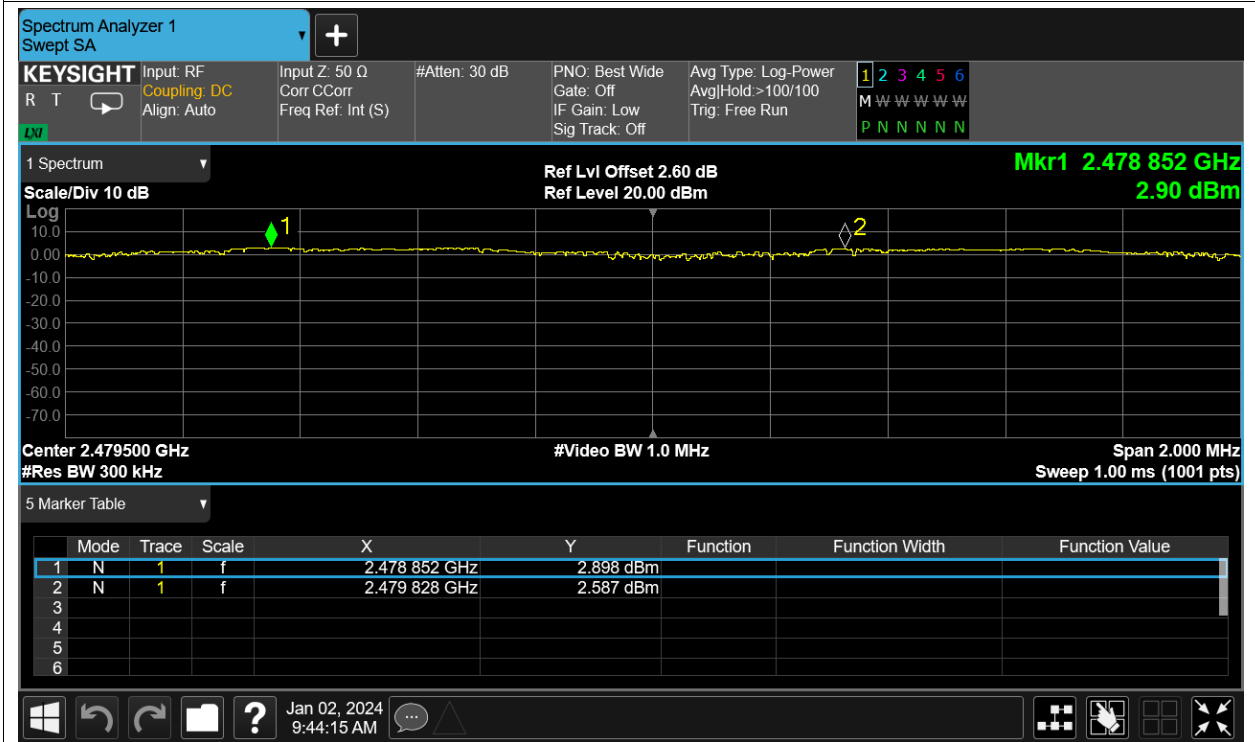 Spectrum Analyzer 1
Swept SA
+
KEYSIGHT
R T
LXI
Input: RF
Coupling: DC
Align: Auto
Input Z: 50 Ω
Corr CCorr
Freq Ref: Int (S)
#Atten: 30 dB
PNO: Best Wide
Gate: Off
IF Gain: Low
Sig Track: Off
Avg Type: Log-Power
Avg|Hold:>100/100
Trig: Free Run
1 2 3 4 5 6
M W W W W W
P N N N N N
1 Spectrum
Scale/Div 10 dB
Ref Lvl Offset 2.60 dB
Ref Level 20.00 dBm
Mkr1 2.478 852 GHz
2.90 dBm
Log
10.0
0.00
-10.0
-20.0
-30.0
-40.0
-50.0
-60.0
-70.0
1
2
Center 2.479500 GHz
#Res BW 300 kHz
#Video BW 1.0 MHz
Span 2.000 MHz
Sweep 1.00 ms (1001 pts)
5 Marker Table
Mode Trace Scale X Y Function Function Width Function Value
1 N 1 f 2.478 852 GHz 2.898 dBm
2 N 1 f 2.479 828 GHz 2.587 dBm
3
4
5
6
?
Jan 02, 2024
9:44:15 AM